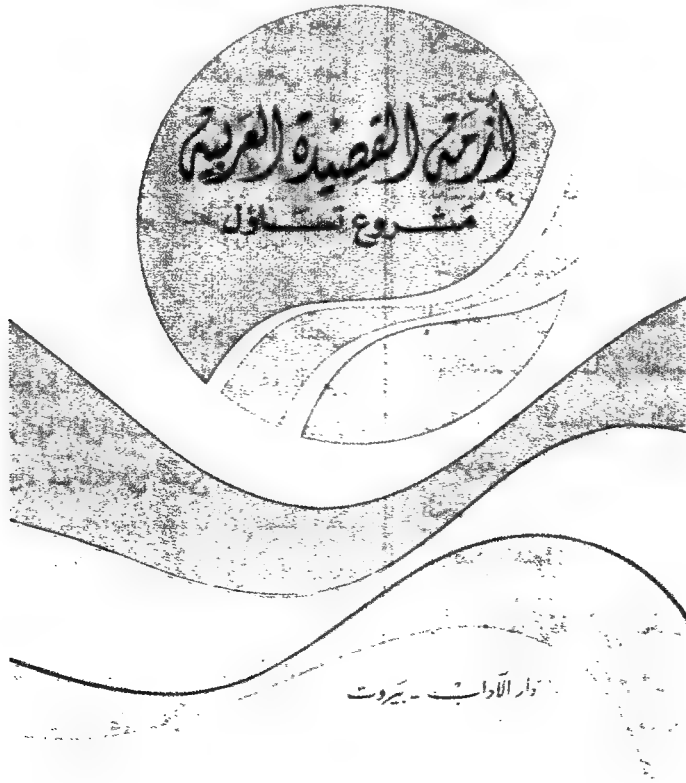 أزمة القصيدة العربية
مشروع تساؤل
دار الآداب - بيروت